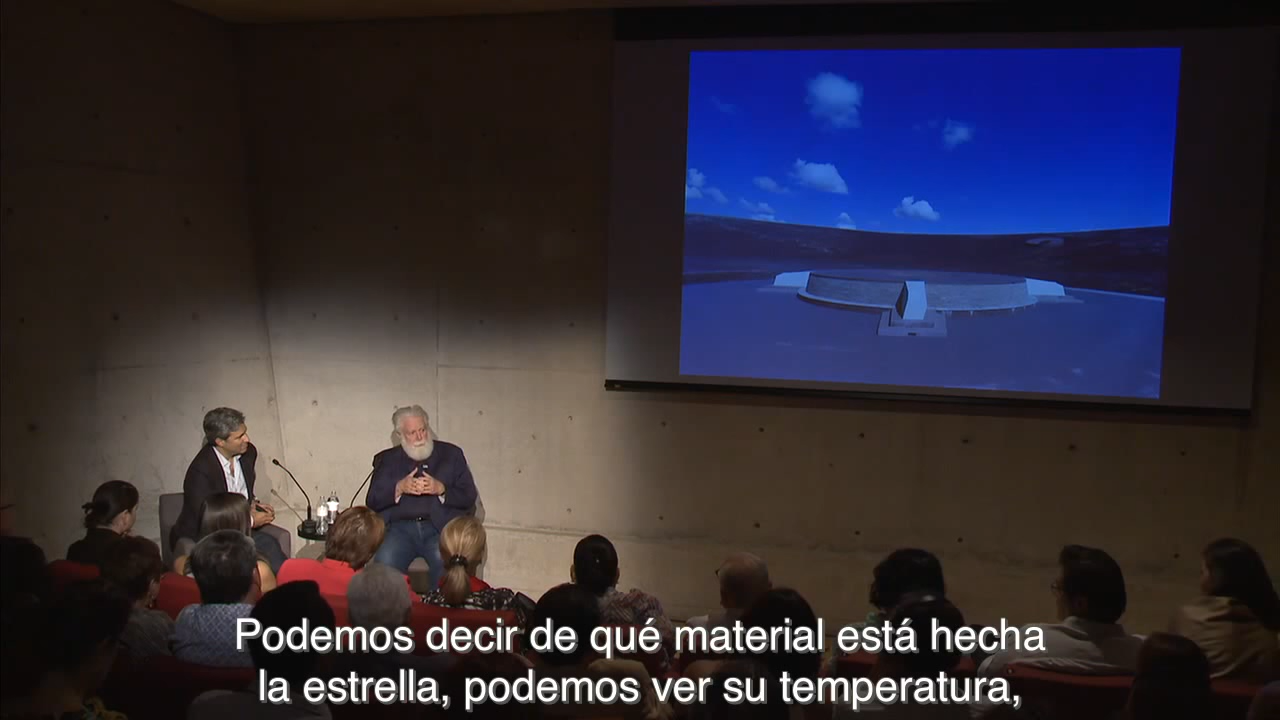 Podemos decir de qué material está hecha
la estrella, podemos ver su temperatura,